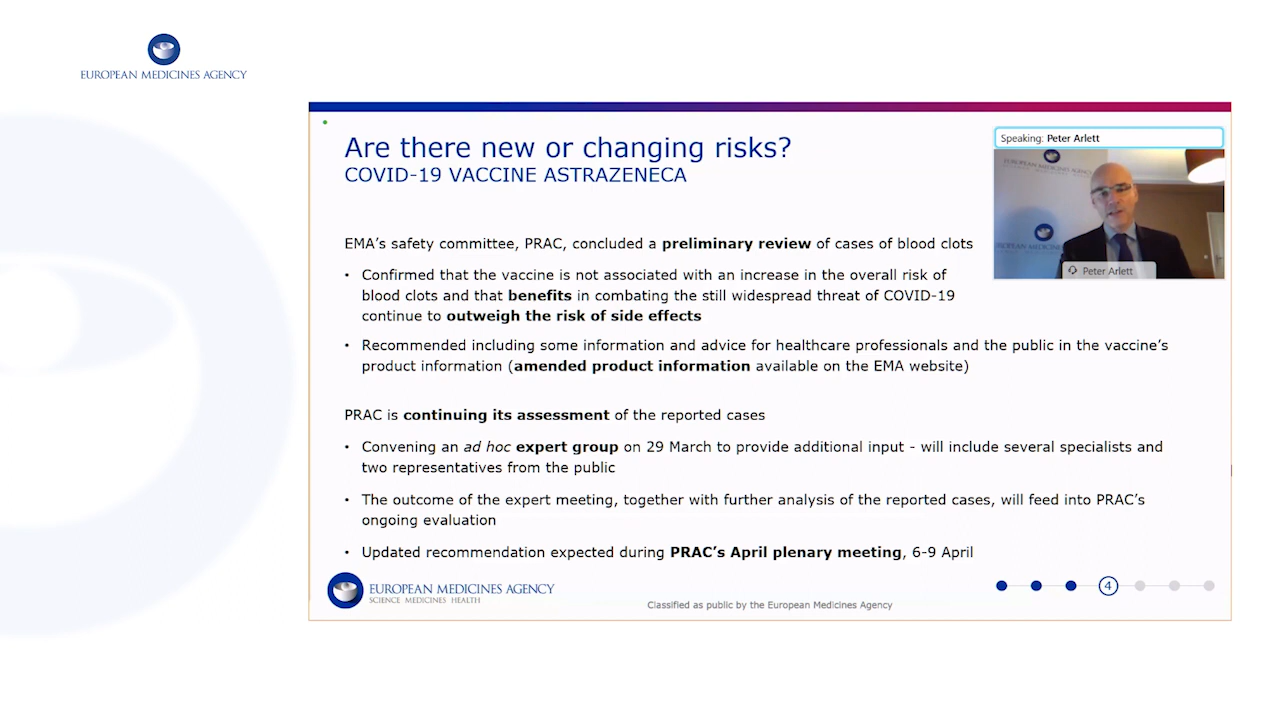 EUROPEAN MEDICINES AGENCY
Are there new or changing risks?
COVID-19 VACCINE ASTRAZENECA
Speaking: Peter Arlett
EUROPEAN MEDICINES AGENCY
EUROPEAN MEDICINES
Peter Arlett
EMA's safety committee, PRAC, concluded a preliminary review of cases of blood clots
• Confirmed that the vaccine is not associated with an increase in the overall risk of
blood clots and that benefits in combating the still widespread threat of COVID-19
continue to outweigh the risk of side effects
• Recommended including some information and advice for healthcare professionals and the public in the vaccine's
product information (amended product information available on the EMA website)
PRAC is continuing its assessment of the reported cases
• Convening an ad hoc expert group on 29 March to provide additional input - will include several specialists and
two representatives from the public
• The outcome of the expert meeting, together with further analysis of the reported cases, will feed into PRAC's
ongoing evaluation
• Updated recommendation expected during PRAC's April plenary meeting, 6-9 April
EUROPEAN MEDICINES AGENCY
SCIENCE MEDICINES HEALTH
Classified as public by the European Medicines Agency
4